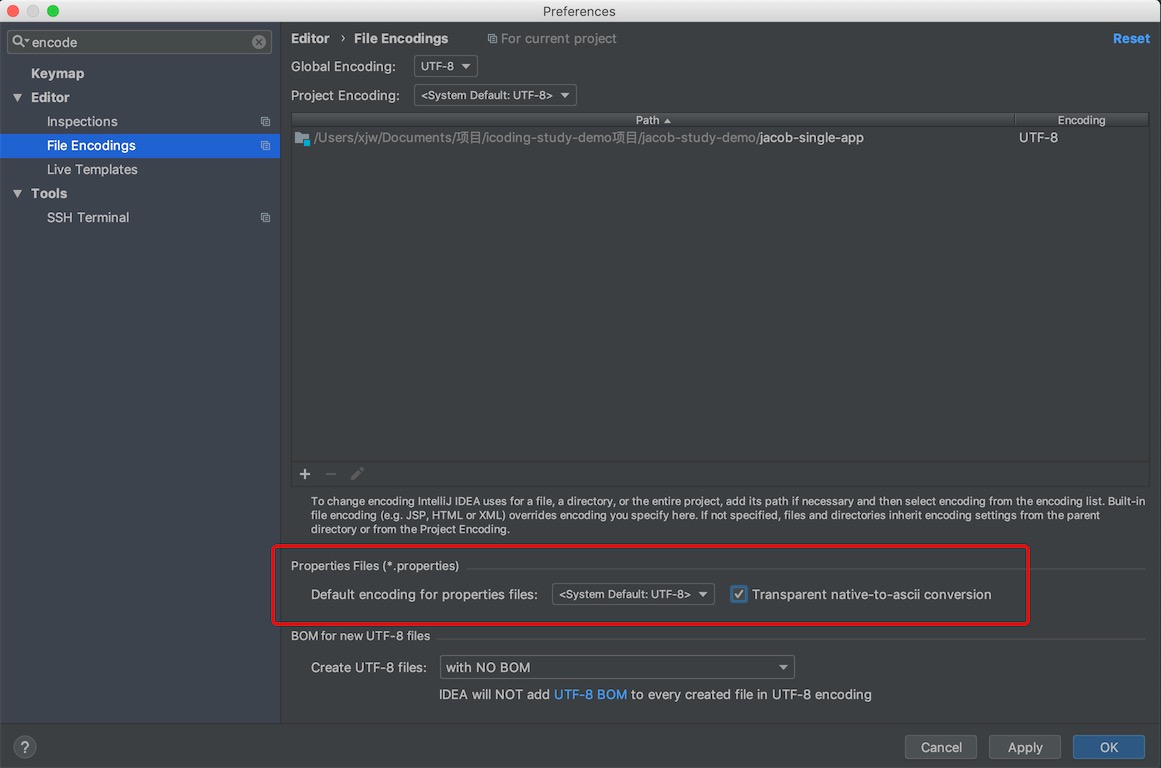 Preferences
encode
Keymap
Editor
Inspections
File Encodings
Live Templates
Tools
SSH Terminal
Editor › File Encodings For current project Reset
Global Encoding: UTF-8
Project Encoding: <System Default: UTF-8>
Path Encoding
/Users/xjw/Documents/项目/icoding-study-demo项目/jacob-study-demo/jacob-single-app UTF-8
To change encoding IntelliJ IDEA uses for a file, a directory, or the entire project, add its path if necessary and then select encoding from the encoding list. Built-in
file encoding (e.g. JSP, HTML or XML) overrides encoding you specify here. If not specified, files and directories inherit encoding settings from the parent
directory or from the Project Encoding.
Properties Files (*.properties)
Default encoding for properties files: <System Default: UTF-8> Transparent native-to-ascii conversion
BOM for new UTF-8 files
Create UTF-8 files: with NO BOM
IDEA will NOT add UTF-8 BOM to every created file in UTF-8 encoding
? Cancel Apply OK